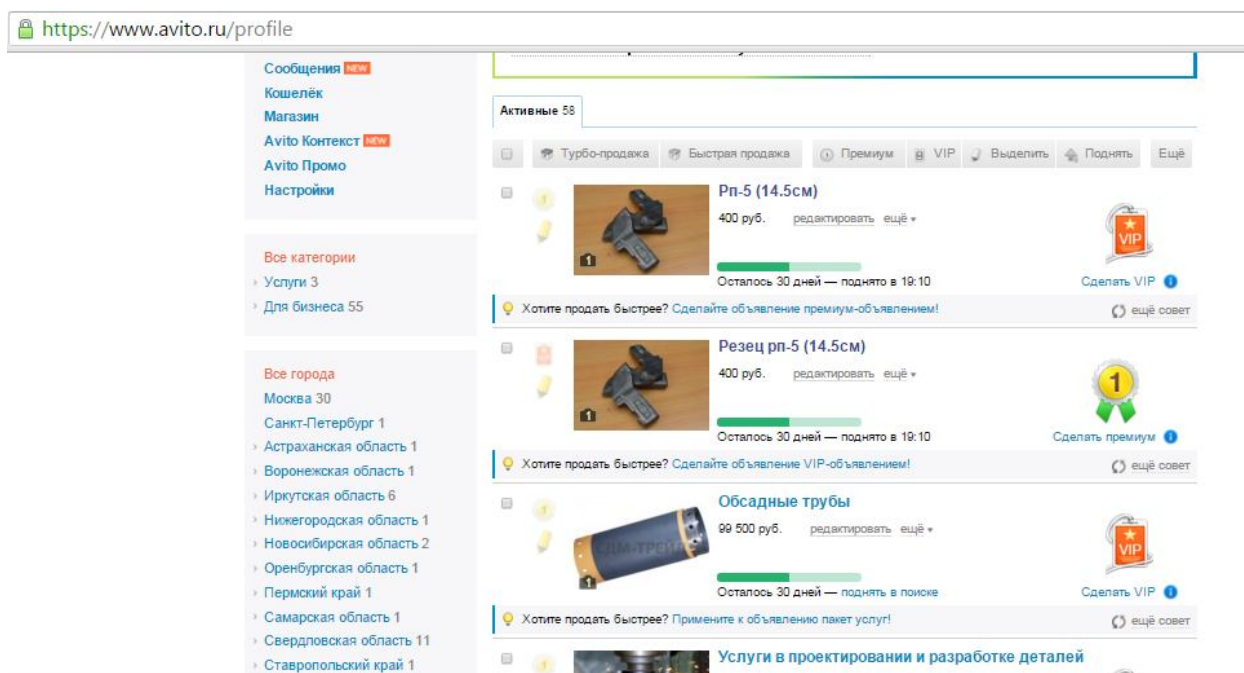 https://www.avito.ru/profile
Сообщения NEW
Кошелёк
Магазин
Avito Контекст NEW
Avito Промо
Настройки
Все категории
Услуги 3
Для бизнеса 55
Все города
Москва 30
Санкт-Петербург 1
Астраханская область 1
Воронежская область 1
Иркутская область 6
Нижегородская область 1
Новосибирская область 2
Оренбургская область 1
Пермский край 1
Самарская область 1
Свердловская область 11
Ставропольский край 1
Активные 58
Турбо-продажа Быстрая продажа Премиум VIP Выделить Поднять Ещё
Рп-5 (14.5см)
400 руб. редактировать ещё
VIP
1
Осталось 30 дней — поднято в 19:10
Сделать VIP
Хотите продать быстрее? Сделайте объявление премиум-объявлением! ещё совет
Резец рп-5 (14.5см)
400 руб. редактировать ещё
1
1
Осталось 30 дней — поднято в 19:10
Сделать премиум
Хотите продать быстрее? Сделайте объявление VIP-объявлением! ещё совет
Обсадные трубы
99 500 руб. редактировать ещё
VIP
1
Осталось 30 дней — поднять в поиске
Сделать VIP
Хотите продать быстрее? Примените к объявлению пакет услуг! ещё совет
Услуги в проектировании и разработке деталей